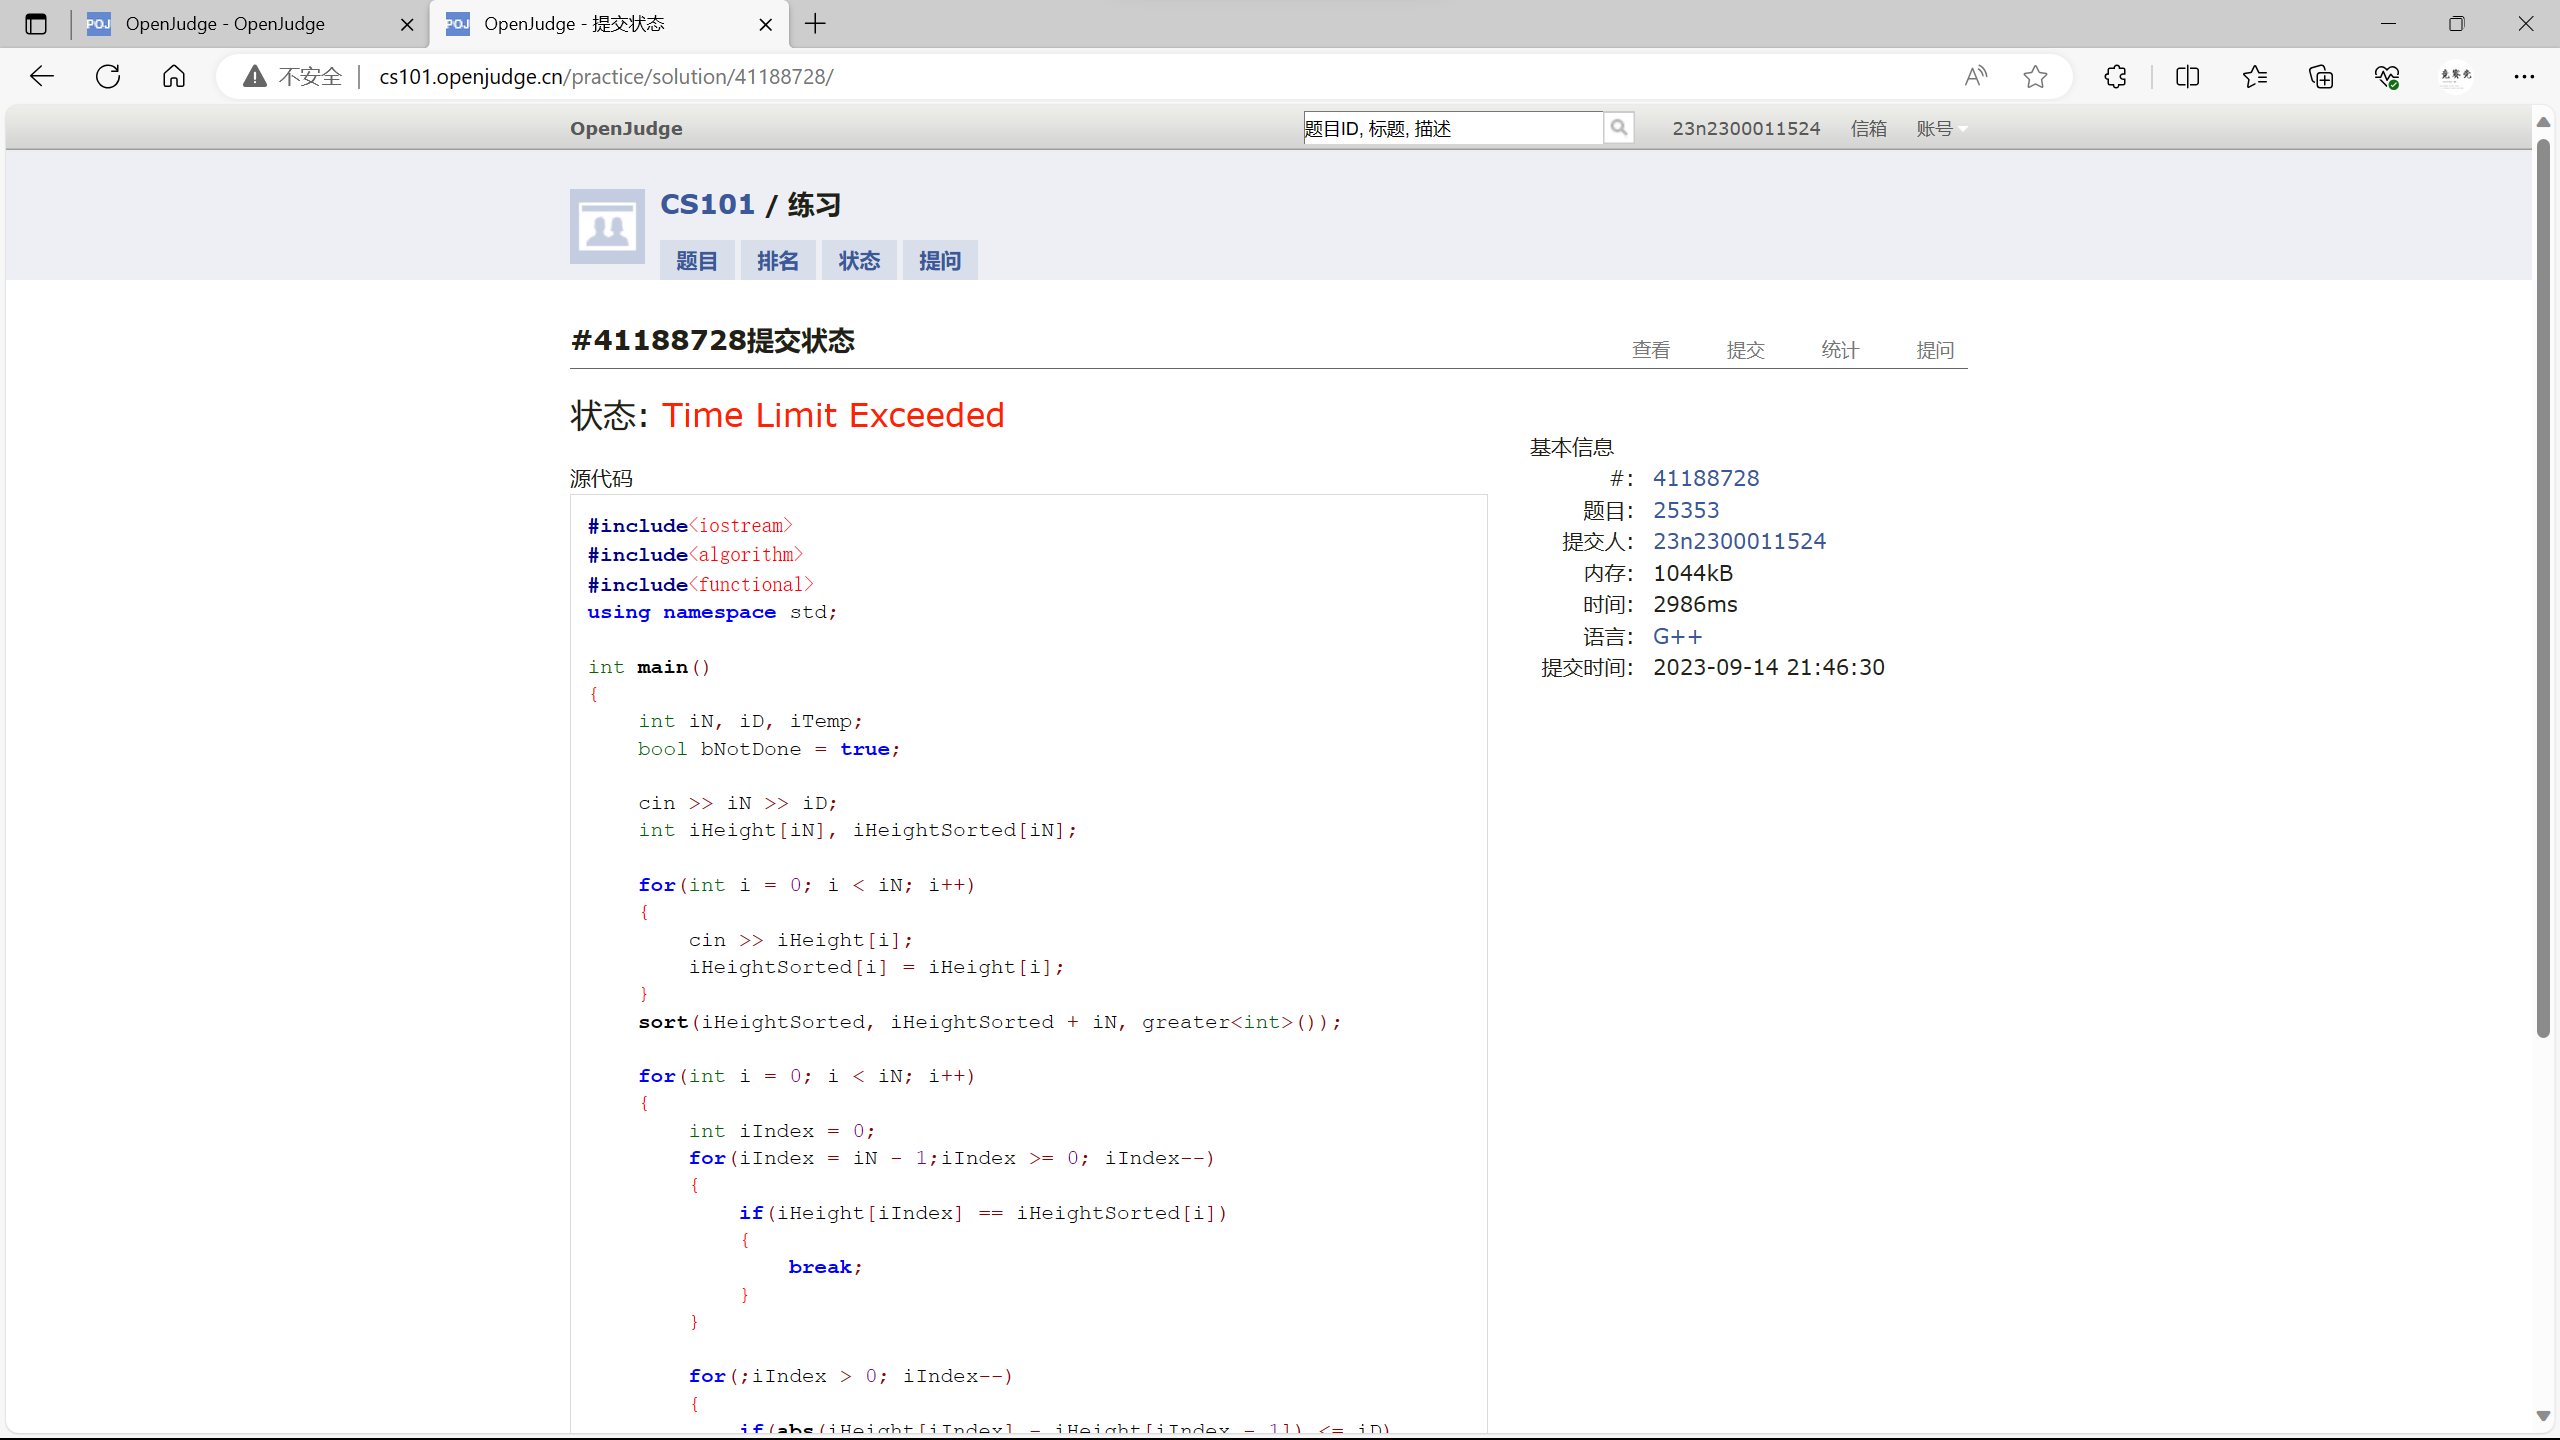 OpenJudge - OpenJudge
OpenJudge - 提交状态
不安全 cs101.openjudge.cn/practice/solution/41188728/
OpenJudge
题目ID, 标题, 描述
23n2300011524 信箱 账号
CS101 / 练习
题目 排名 状态 提问
#41188728提交状态
查看 提交 统计 提问
状态: Time Limit Exceeded
源代码
#include<iostream>
#include<algorithm>
#include<functional>
using namespace std;
int main()
{
    int iN, iD, iTemp;
    bool bNotDone = true;
    cin >> iN >> iD;
    int iHeight[iN], iHeightSorted[iN];
    for(int i = 0; i < iN; i++)
    {
        cin >> iHeight[i];
        iHeightSorted[i] = iHeight[i];
    }
    sort(iHeightSorted, iHeightSorted + iN, greater<int>());
    for(int i = 0; i < iN; i++)
    {
        int iIndex = 0;
        for(iIndex = iN - 1;iIndex >= 0; iIndex--)
        {
            if(iHeight[iIndex] == iHeightSorted[i])
            {
                break;
            }
        }
        for(;iIndex > 0; iIndex--)
        {
            if(abs(iHeight[iIndex] - iHeight[iIndex - 1]) <= iD)
基本信息
#: 41188728
题目: 25353
提交人: 23n2300011524
内存: 1044kB
时间: 2986ms
语言: G++
提交时间: 2023-09-14 21:46:30